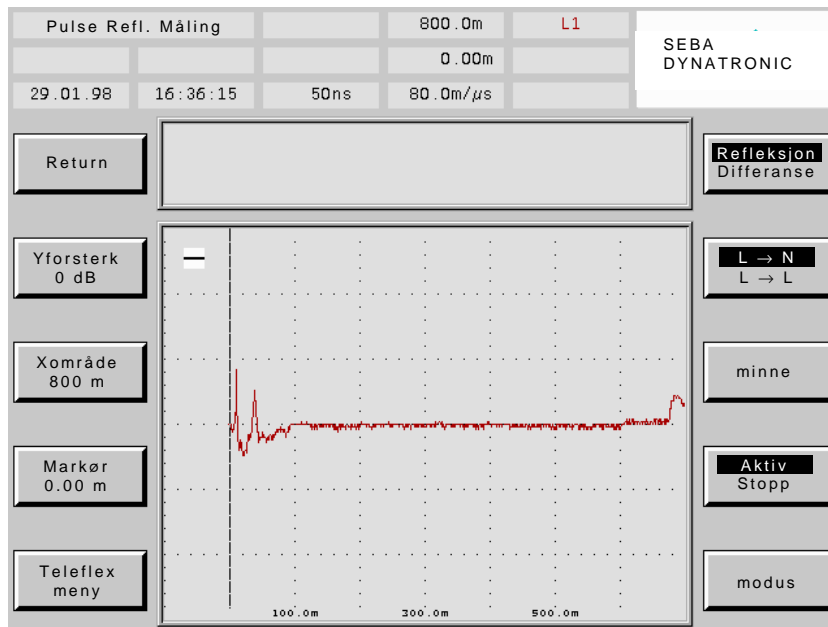 Pulse Refl. Måling
800.0m
L1
0.00m
SEBA
DYNATRONIC
29.01.98
16:36:15
50ns
80.0m/µs
Return
Refleksjon
Differanse
Yforsterk
0 dB
L → N
L → L
Xområde
800 m
minne
Markør
0.00 m
Aktiv
Stopp
Teleflex
meny
modus
100.0m
300.0m
500.0m